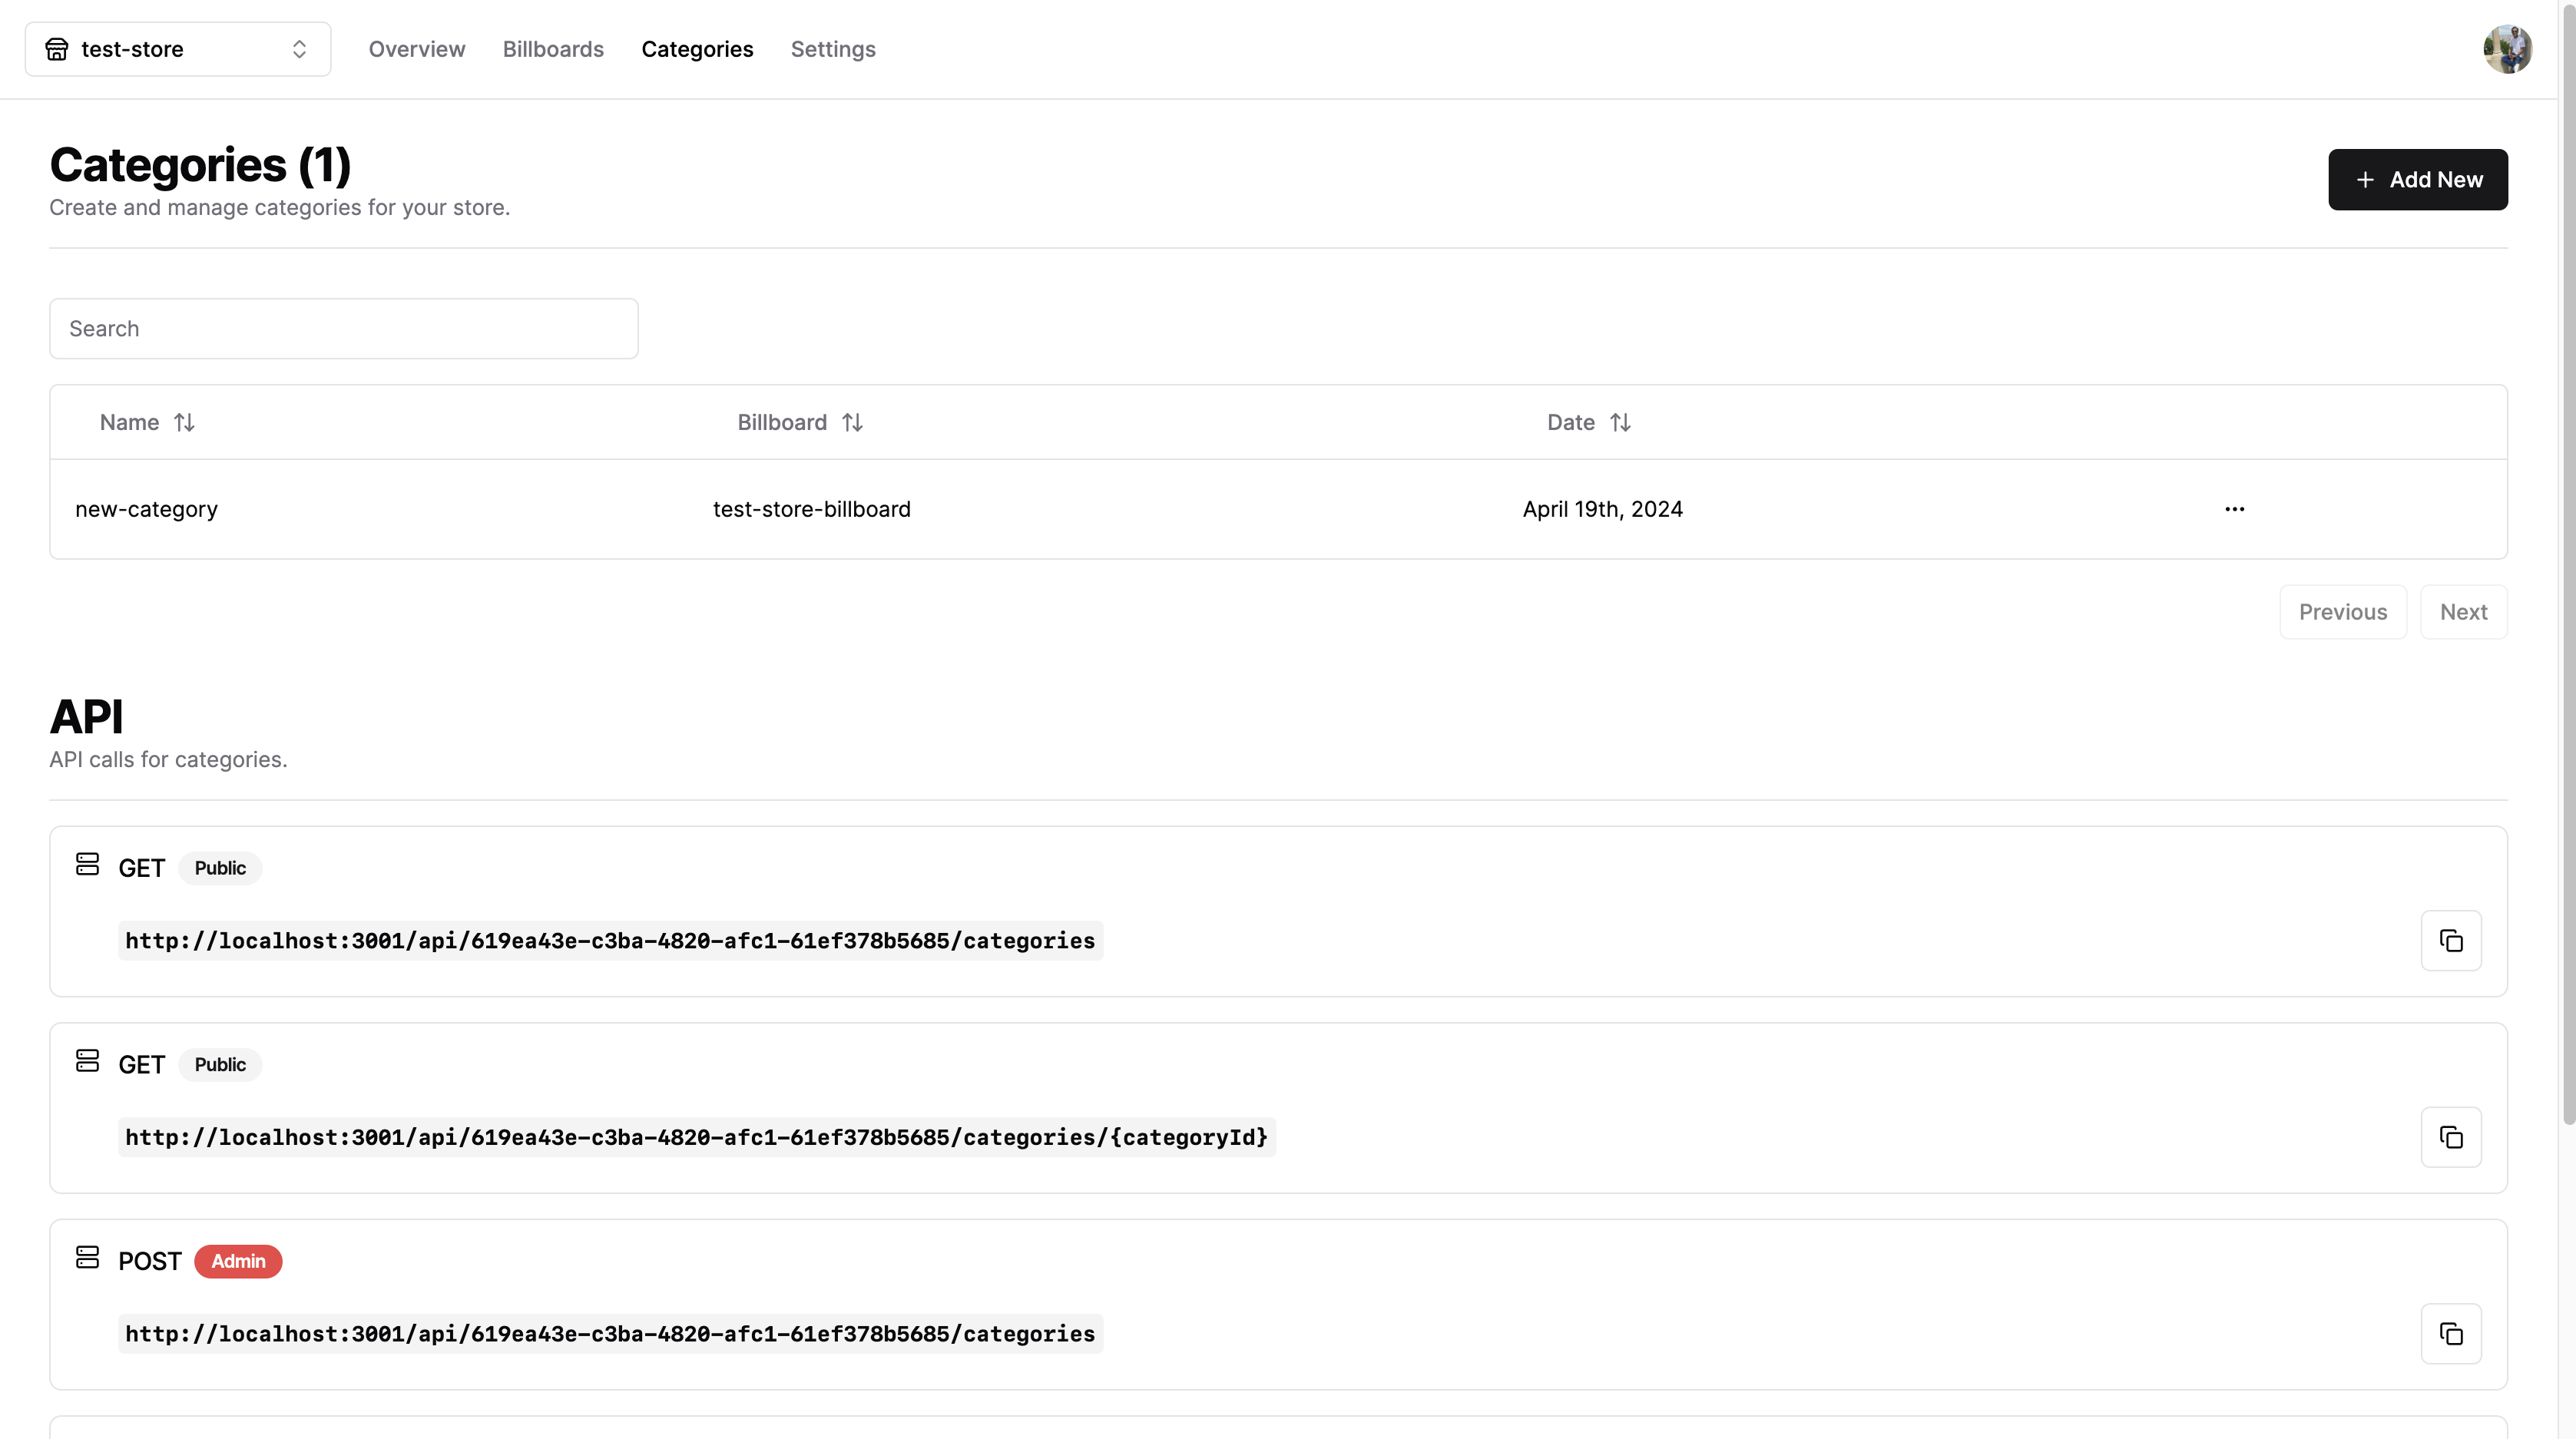 test-store
Overview Billboards Categories Settings
Categories (1)
Create and manage categories for your store.
+ Add New
Search
Name Billboard Date
new-category test-store-billboard April 19th, 2024 ...
Previous Next
API
API calls for categories.
GET Public
http://localhost:3001/api/619ea43e-c3ba-4820-afc1-61ef378b5685/categories
GET Public
http://localhost:3001/api/619ea43e-c3ba-4820-afc1-61ef378b5685/categories/{categoryId}
POST Admin
http://localhost:3001/api/619ea43e-c3ba-4820-afc1-61ef378b5685/categories